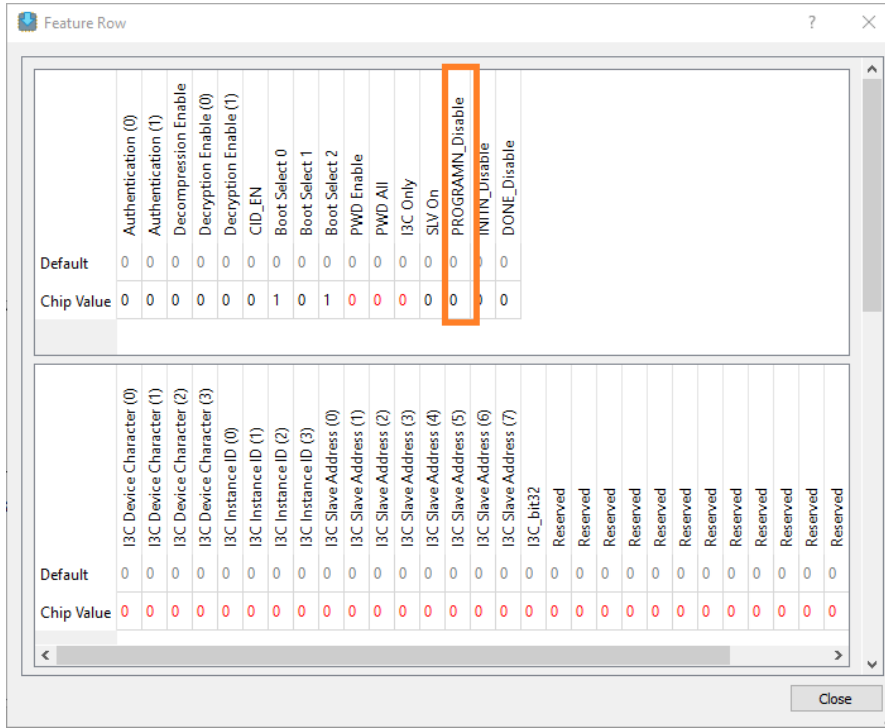 Feature Row
?
Authentication (0)
Authentication (1)
Decompression Enable
Decryption Enable (0)
Decryption Enable (1)
CID_EN
Boot Select 0
Boot Select 1
Boot Select 2
PWD Enable
PWD All
I3C Only
SLV On
PROGRAMN_Disable
INITN_Disable
DONE_Disable
Default 0 0 0 0 0 0 0 0 0 0 0 0 0 0 0 0
Chip Value 0 0 0 0 0 0 1 0 1 0 0 0 0 0 0 0
I3C Device Character (0)
I3C Device Character (1)
I3C Device Character (2)
I3C Device Character (3)
I3C Instance ID (0)
I3C Instance ID (1)
I3C Instance ID (2)
I3C Instance ID (3)
I3C Slave Address (0)
I3C Slave Address (1)
I3C Slave Address (2)
I3C Slave Address (3)
I3C Slave Address (4)
I3C Slave Address (5)
I3C Slave Address (6)
I3C Slave Address (7)
I3C_bit32
Reserved
Reserved
Reserved
Reserved
Reserved
Reserved
Reserved
Reserved
Reserved
Reserved
Reserved
Reserved
Default 0 0 0 0 0 0 0 0 0 0 0 0 0 0 0 0 0 0 0 0 0 0 0 0 0 0 0 0 0
Chip Value 0 0 0 0 0 0 0 0 0 0 0 0 0 0 0 0 0 0 0 0 0 0 0 0 0 0 0 0 0
Close